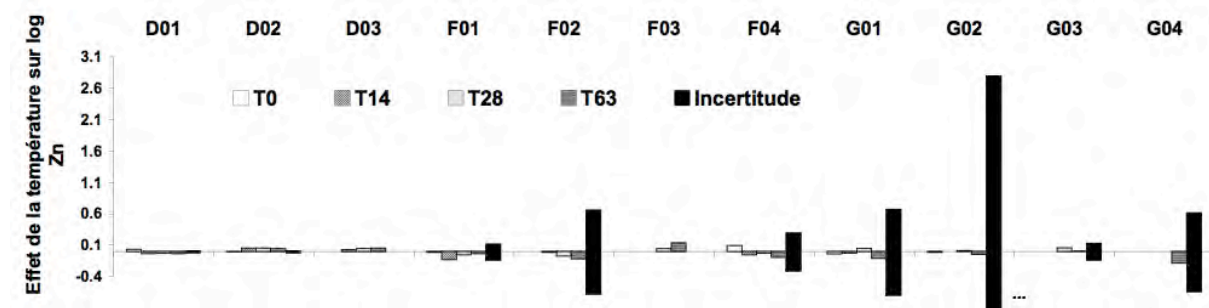 D01 D02 D03 F01 F02 F03 F04 G01 G02 G03 G04
Effet de la température sur log
Zn
3.1
2.6
2.1
1.6
1.1
0.6
0.1
-0.4
T0 T14 T28 T63 Incertitude
...